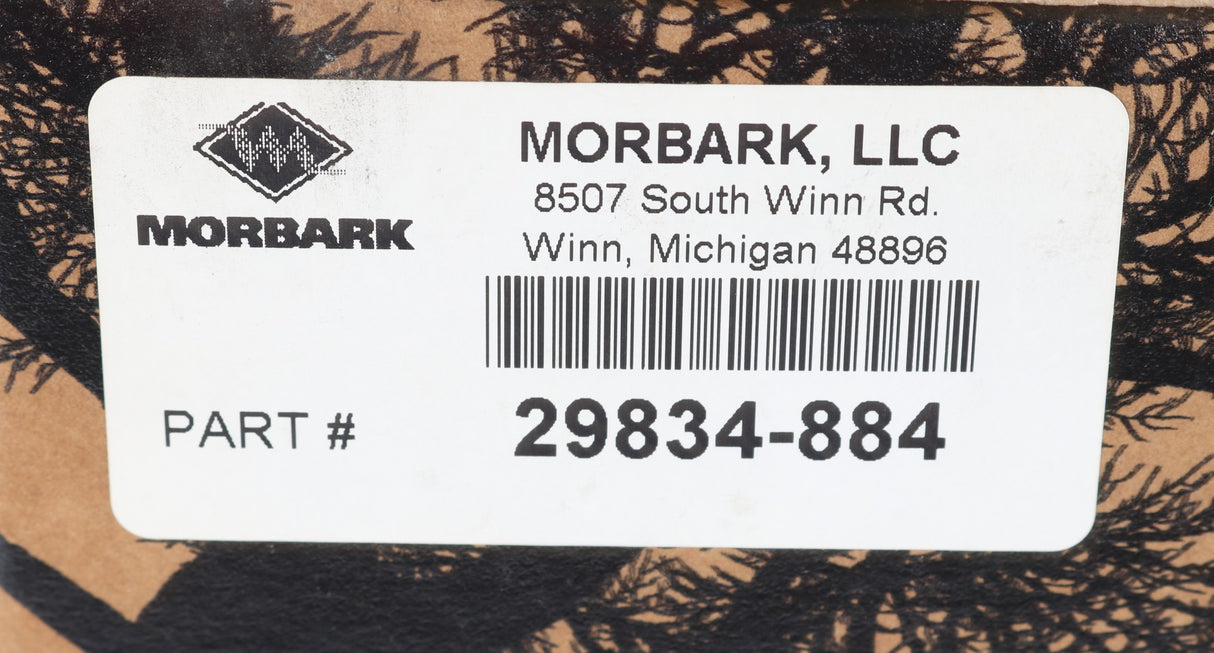 MORBARK
MORBARK, LLC
8507 South Winn Rd.
Winn, Michigan 48896
PART # 29834-884